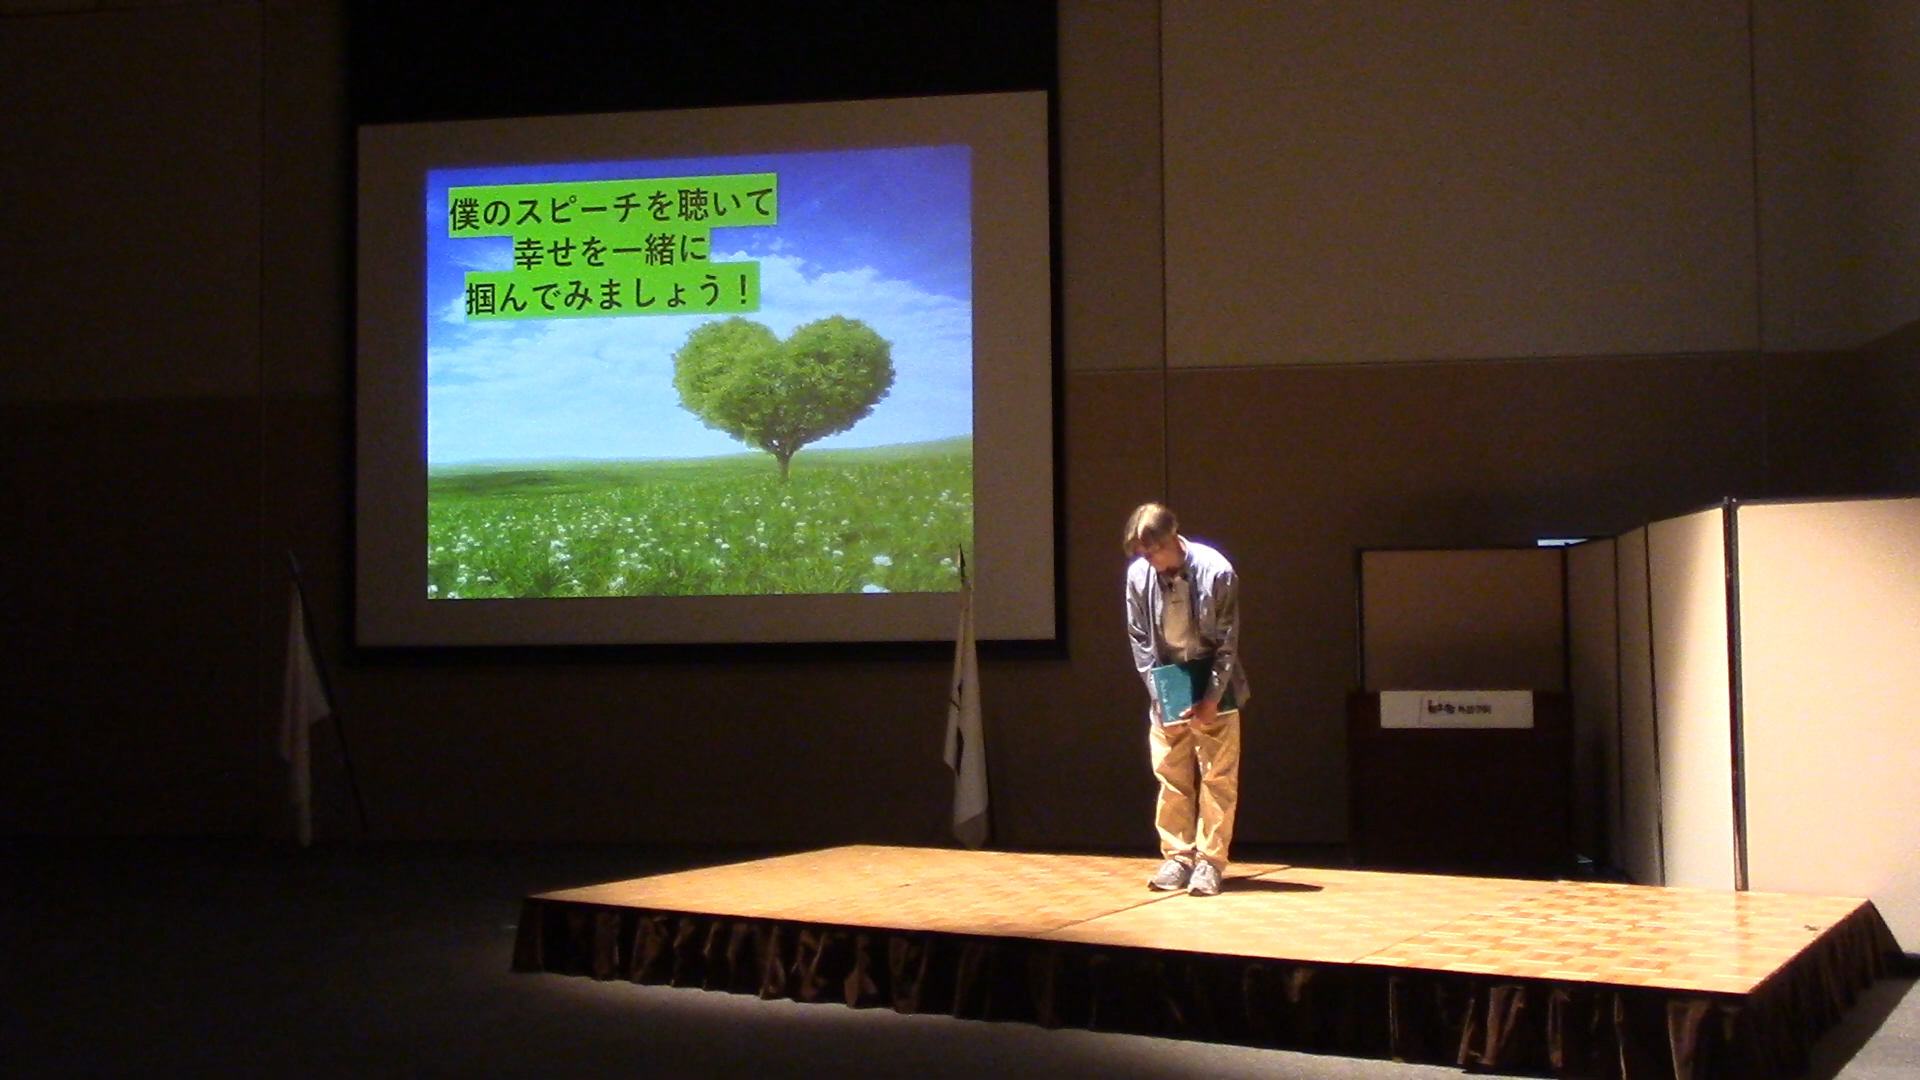 僕のスピーチを聴いて
幸せを一緒に
掴んでみましょう！